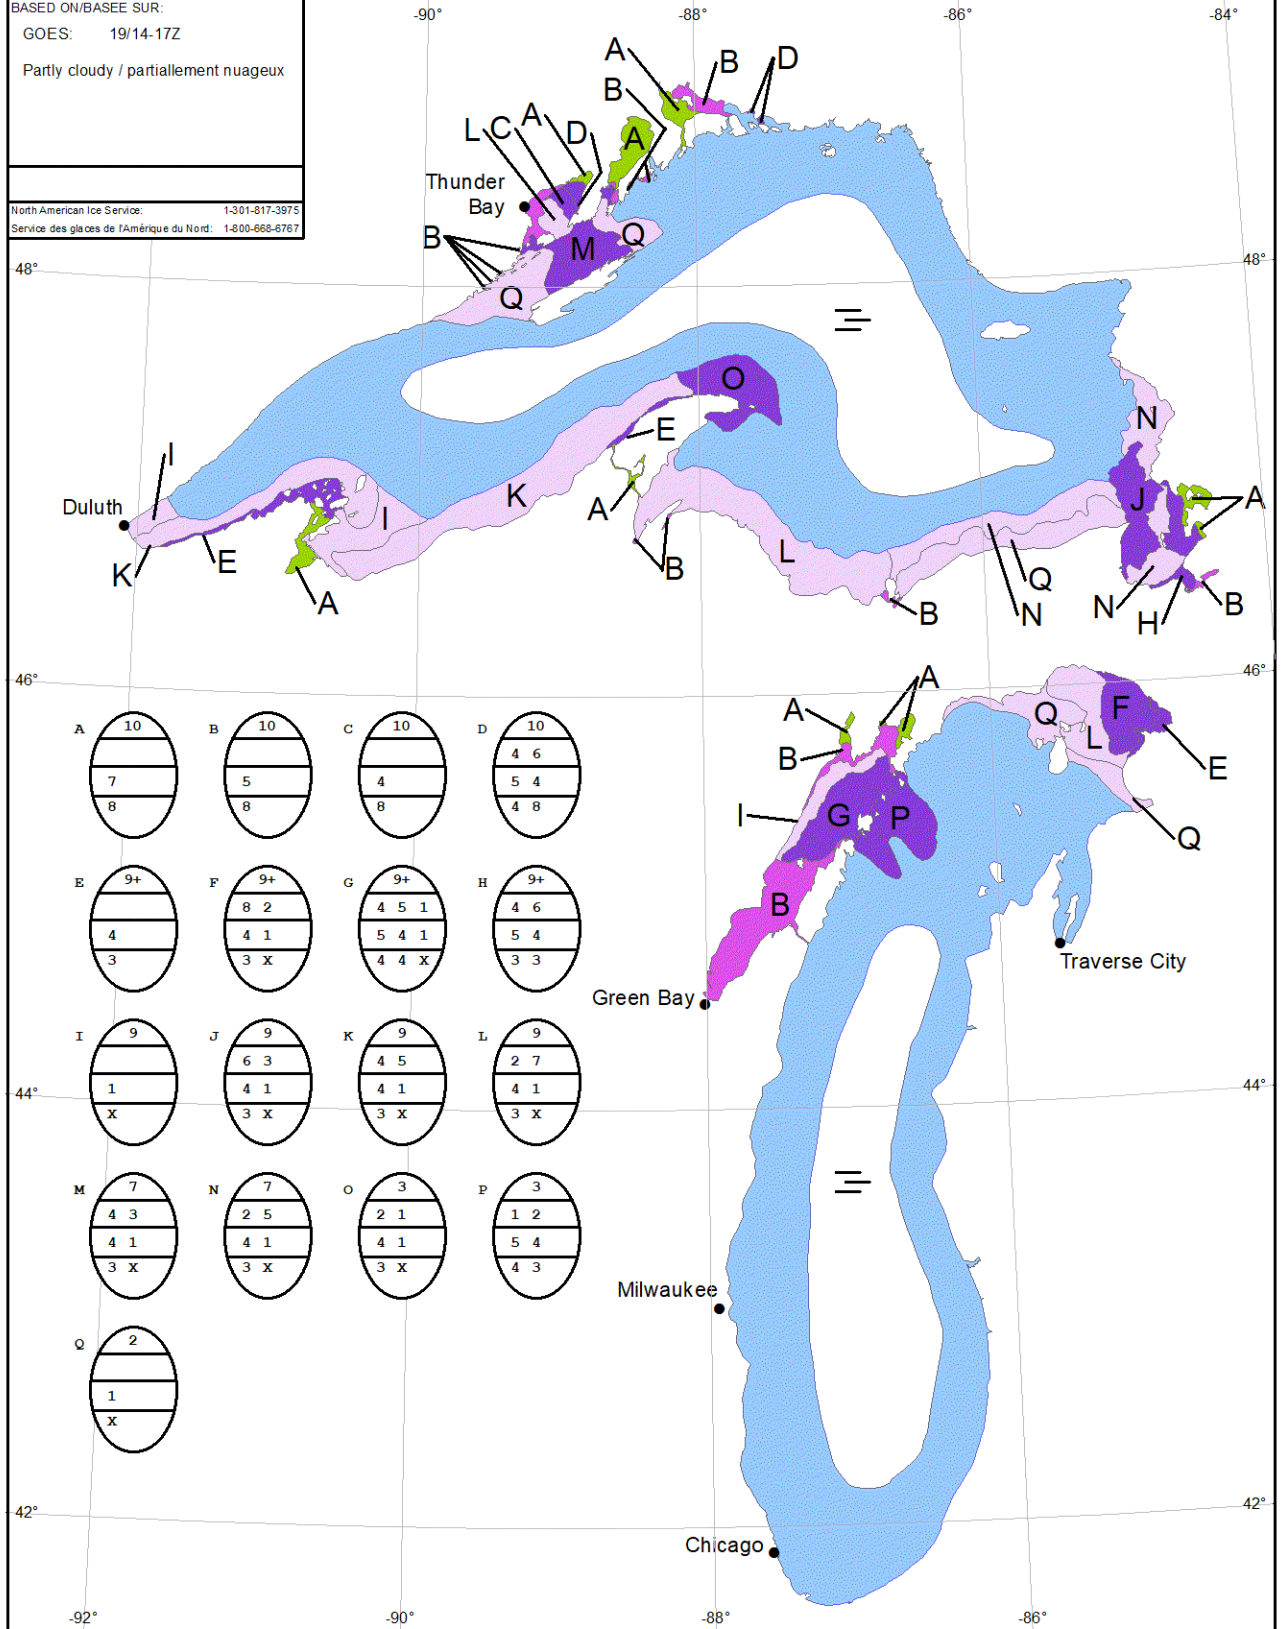 BASED ON/BASEE SUR:
GOES: 19/14-17Z
Partly cloudy / partiallement nuageux
North American Ice Service: 1-301-817-3975
Service des glaces de l'Amérique du Nord: 1-800-668-6767
-90° -88° -86° -84°
A B D
B
L C A D A
Thunder
Bay
B M Q
48° 48°
Q
O
N
E
I
K
A J A
Duluth I
E L
K B Q
A B N N H B
46° 46°
A A
Q F
B L
E
I G P
Q
B
Traverse City
Green Bay
44° 44°
Milwaukee
42° 42°
Chicago
-92° -90° -88° -86°
A 10
7
8
B 10
5
8
C 10
4
8
D 10
4 6
5 4
4 8
E 9+
4
3
F 9+
8 2
4 1
3 X
G 9+
4 5 1
5 4 1
4 4 X
H 9+
4 6
5 4
3 3
I 9
1
X
J 9
6 3
4 1
3 X
K 9
4 5
4 1
3 X
L 9
2 7
4 1
3 X
M 7
4 3
4 1
3 X
N 7
2 5
4 1
3 X
O 3
2 1
4 1
3 X
P 3
1 2
5 4
4 3
Q 2
1
X